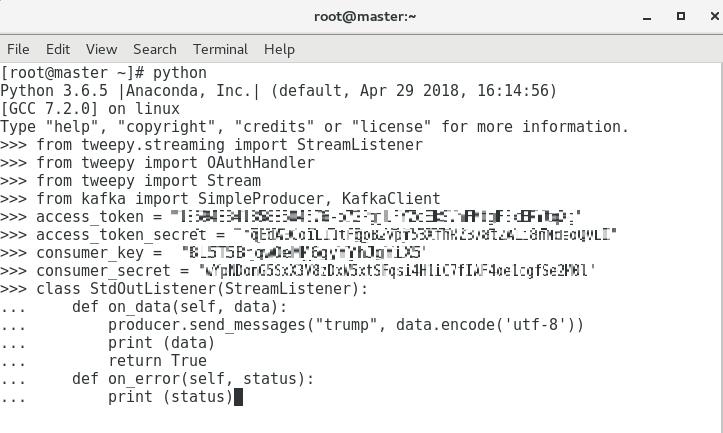 root@master:~
File Edit View Search Terminal Help
[root@master ~]# python
Python 3.6.5 |Anaconda, Inc.| (default, Apr 29 2018, 16:14:56)
[GCC 7.2.0] on linux
Type "help", "copyright", "credits" or "license" for more information.
>>> from tweepy.streaming import StreamListener
>>> from tweepy import OAuthHandler
>>> from tweepy import Stream
>>> from kafka import SimpleProducer, KafkaClient
>>> access_token =
>>> access_token_secret =
>>> consumer_key =
>>> consumer_secret =
>>> class StdOutListener(StreamListener):
...     def on_data(self, data):
...         producer.send_messages("trump", data.encode('utf-8'))
...         print (data)
...         return True
...     def on_error(self, status):
...         print (status)